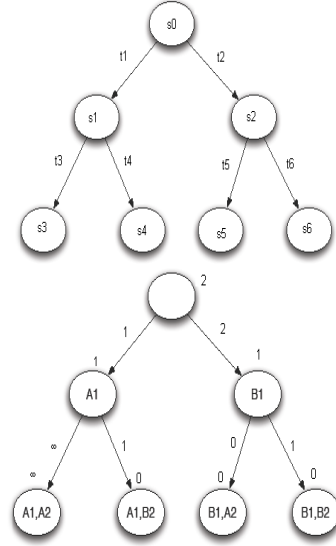 s0
t1 t2
s1 s2
t3 t4 t5 t6
s3 s4 s5 s6
2
1 2
1 1
A1 B1
∞ 1 0 1
∞ 0 0 0
A1,A2 A1,B2 B1,A2 B1,B2